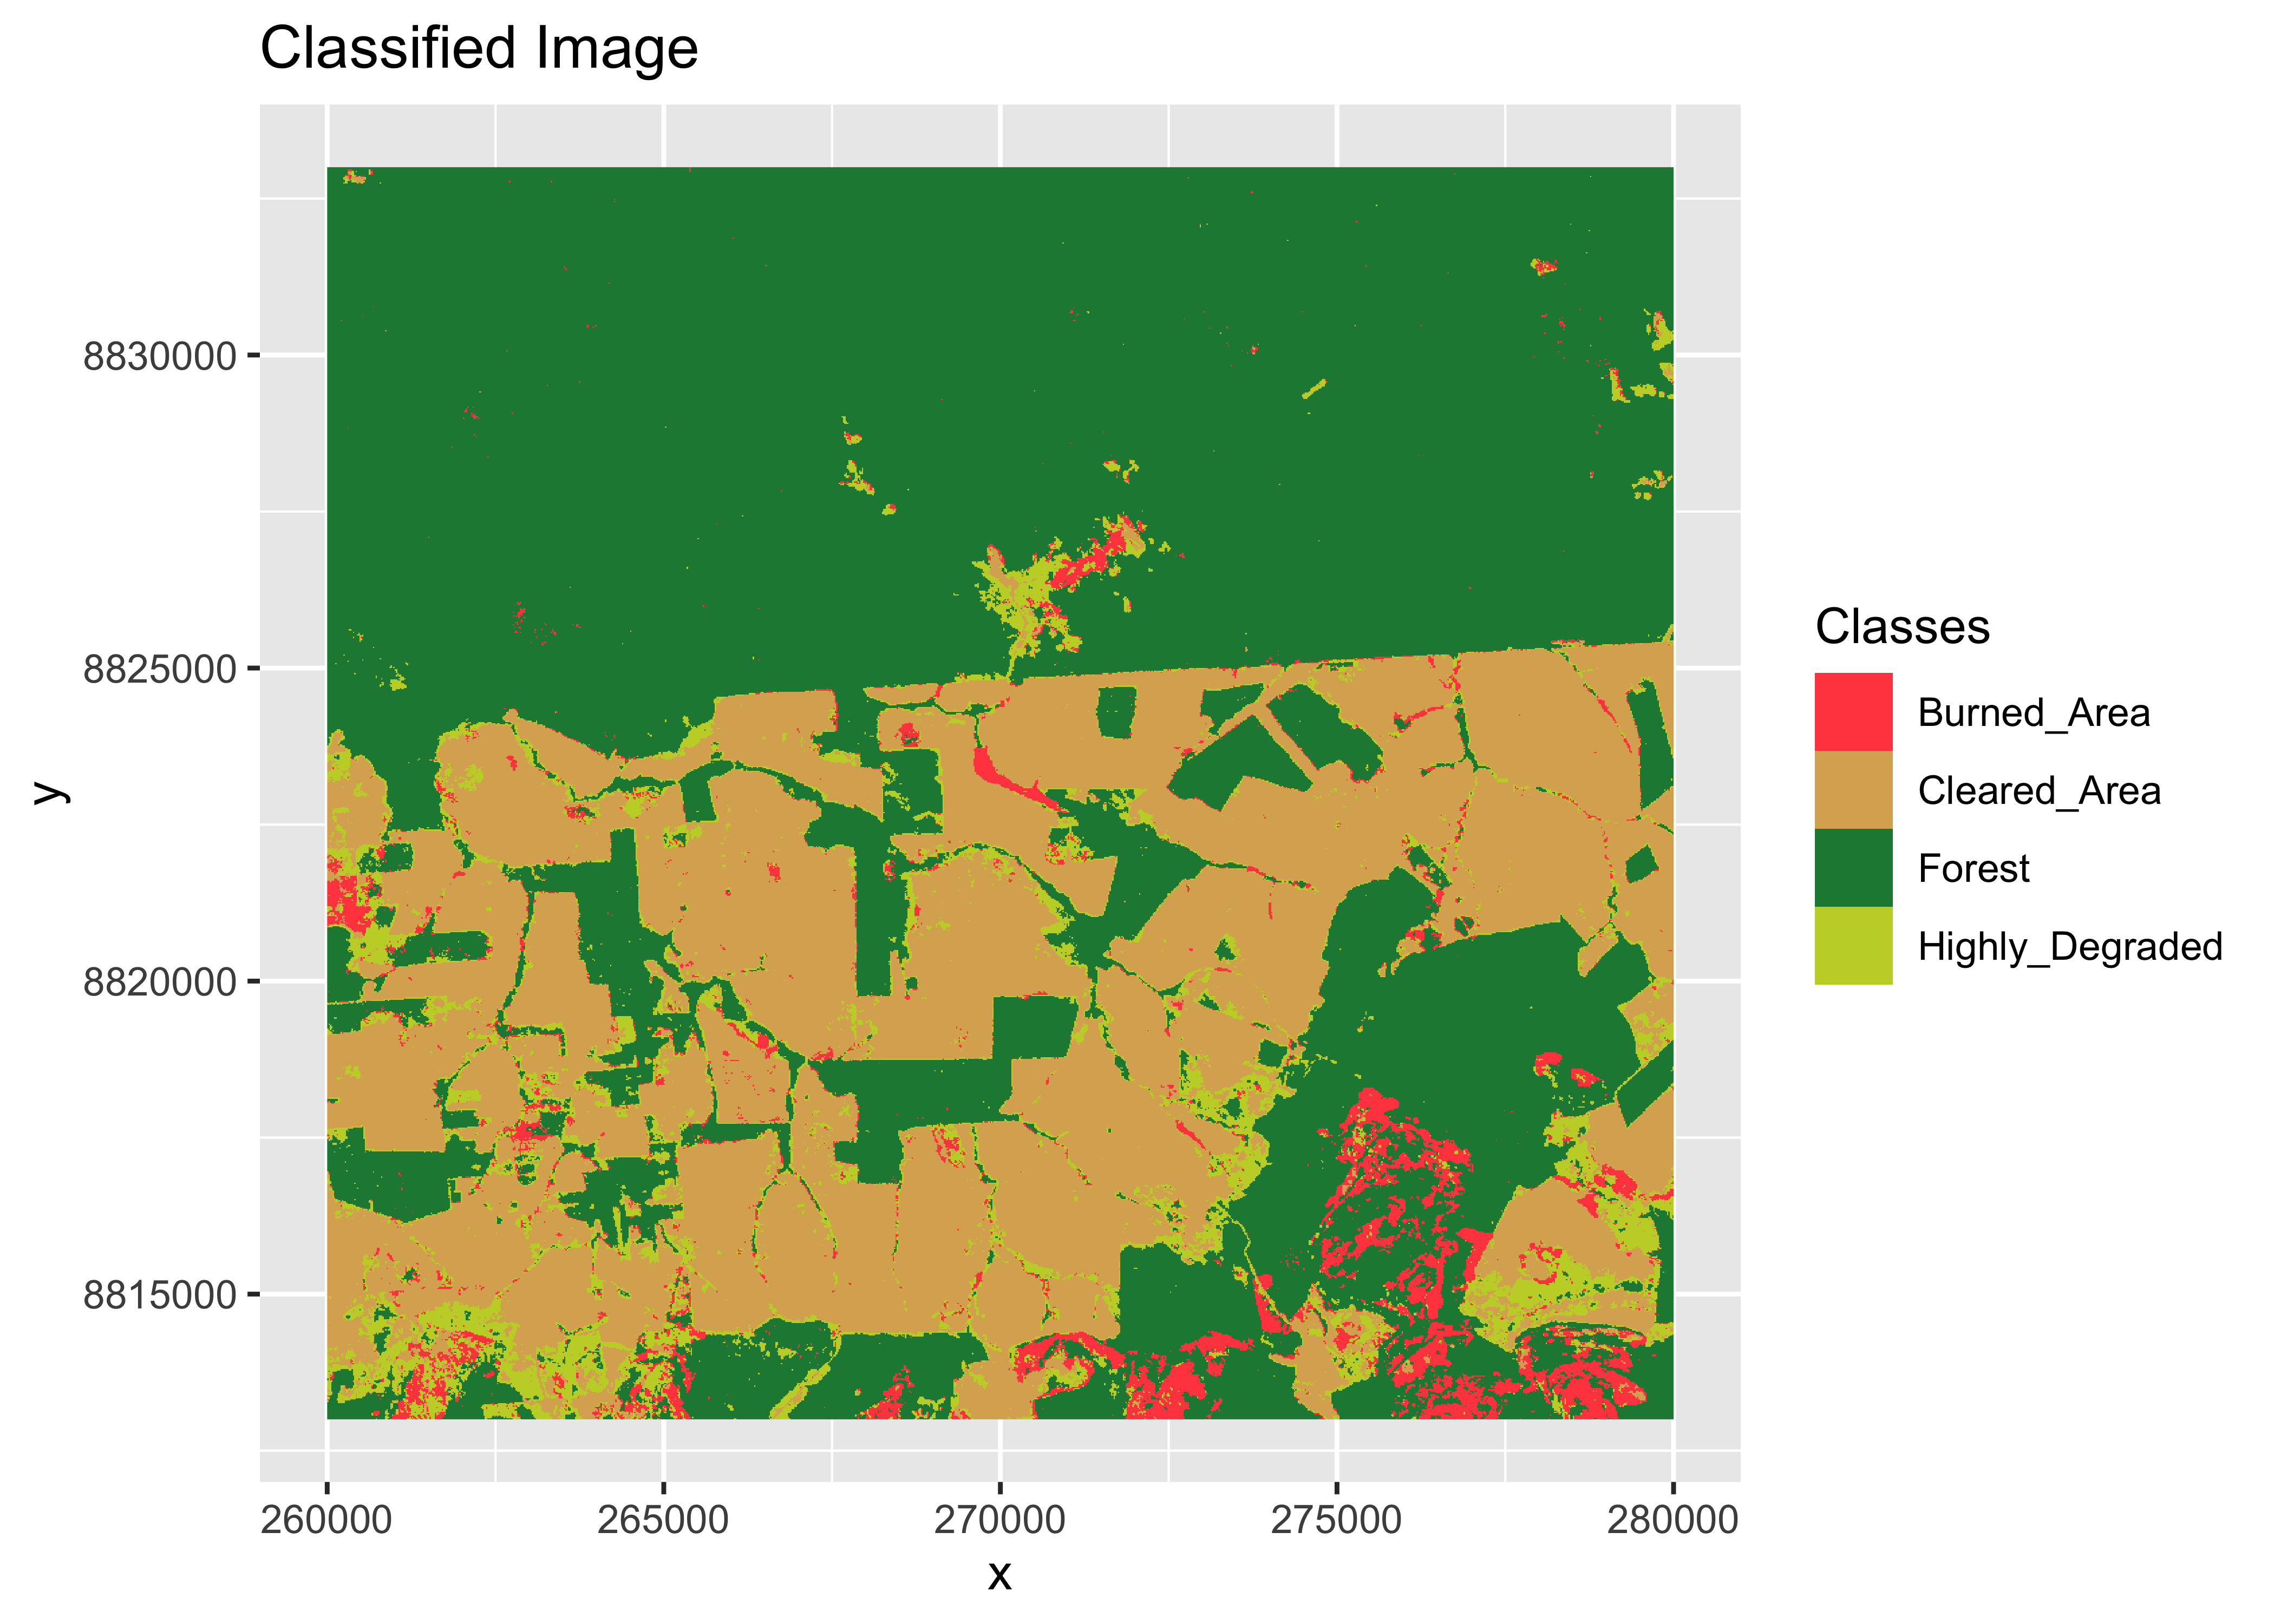 Classified Image
y
8830000
8825000
8820000
8815000
260000 265000 270000 275000 280000
x
Classes
Burned_Area
Cleared_Area
Forest
Highly_Degraded